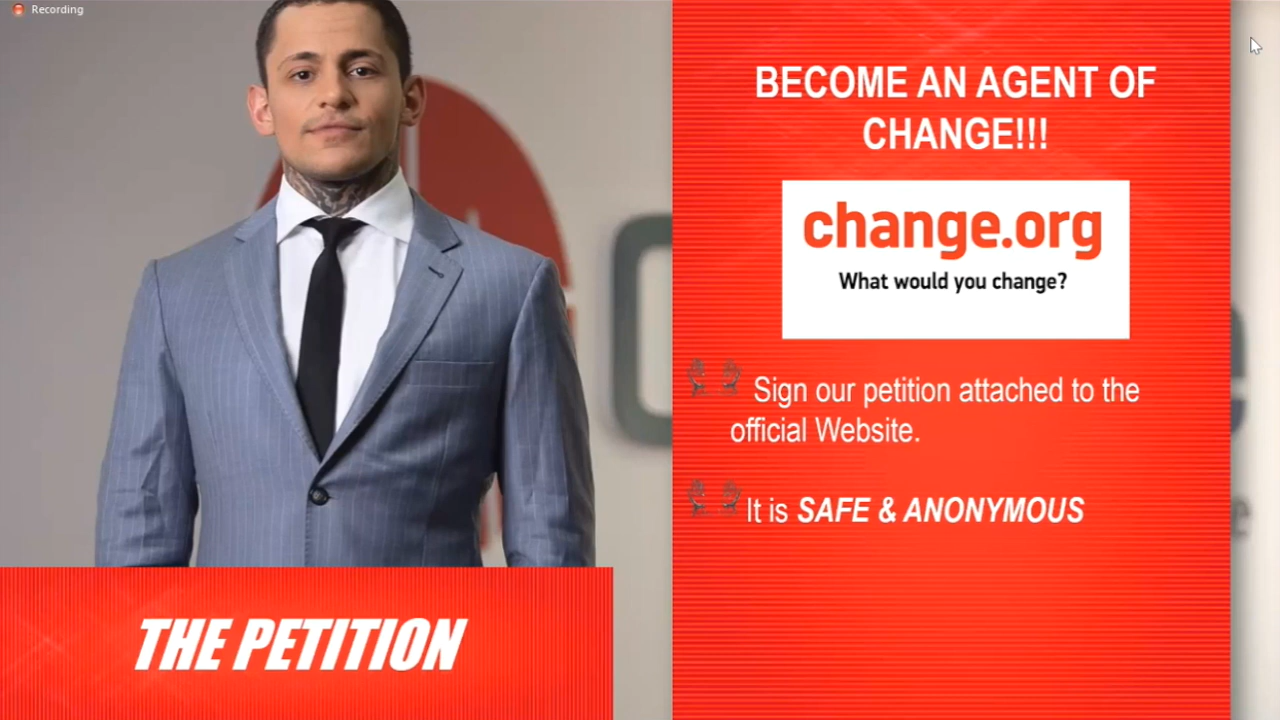 Recording
BECOME AN AGENT OF
CHANGE!!!
change.org
What would you change?
Sign our petition attached to the
official Website.
It is SAFE & ANONYMOUS
THE PETITION